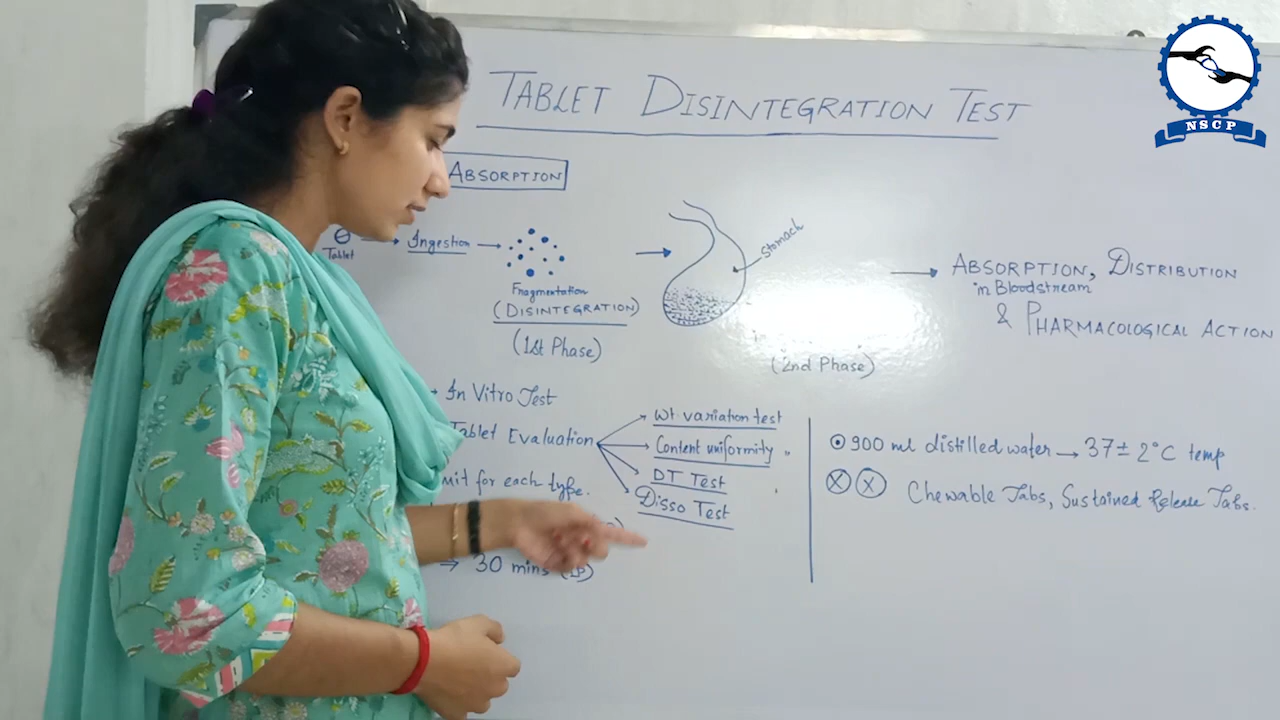 TABLET DISINTEGRATION TEST
NSCP
ABSORPTION
Tablet
Ingestion
Fragmentation
(DISINTEGRATION)
(1st Phase)
Stomach
(2nd Phase)
ABSORPTION, DISTRIBUTION
in Bloodstream
& PHARMACOLOGICAL ACTION
→ In Vitro Test
Tablet Evaluation
Wt variation test
Content uniformity
DT Test
Disso Test
for each type.
→ 30 mins (IP)
900 ml distilled water → 37 ± 2°C temp
Chewable Tabs, Sustained Release Tabs.